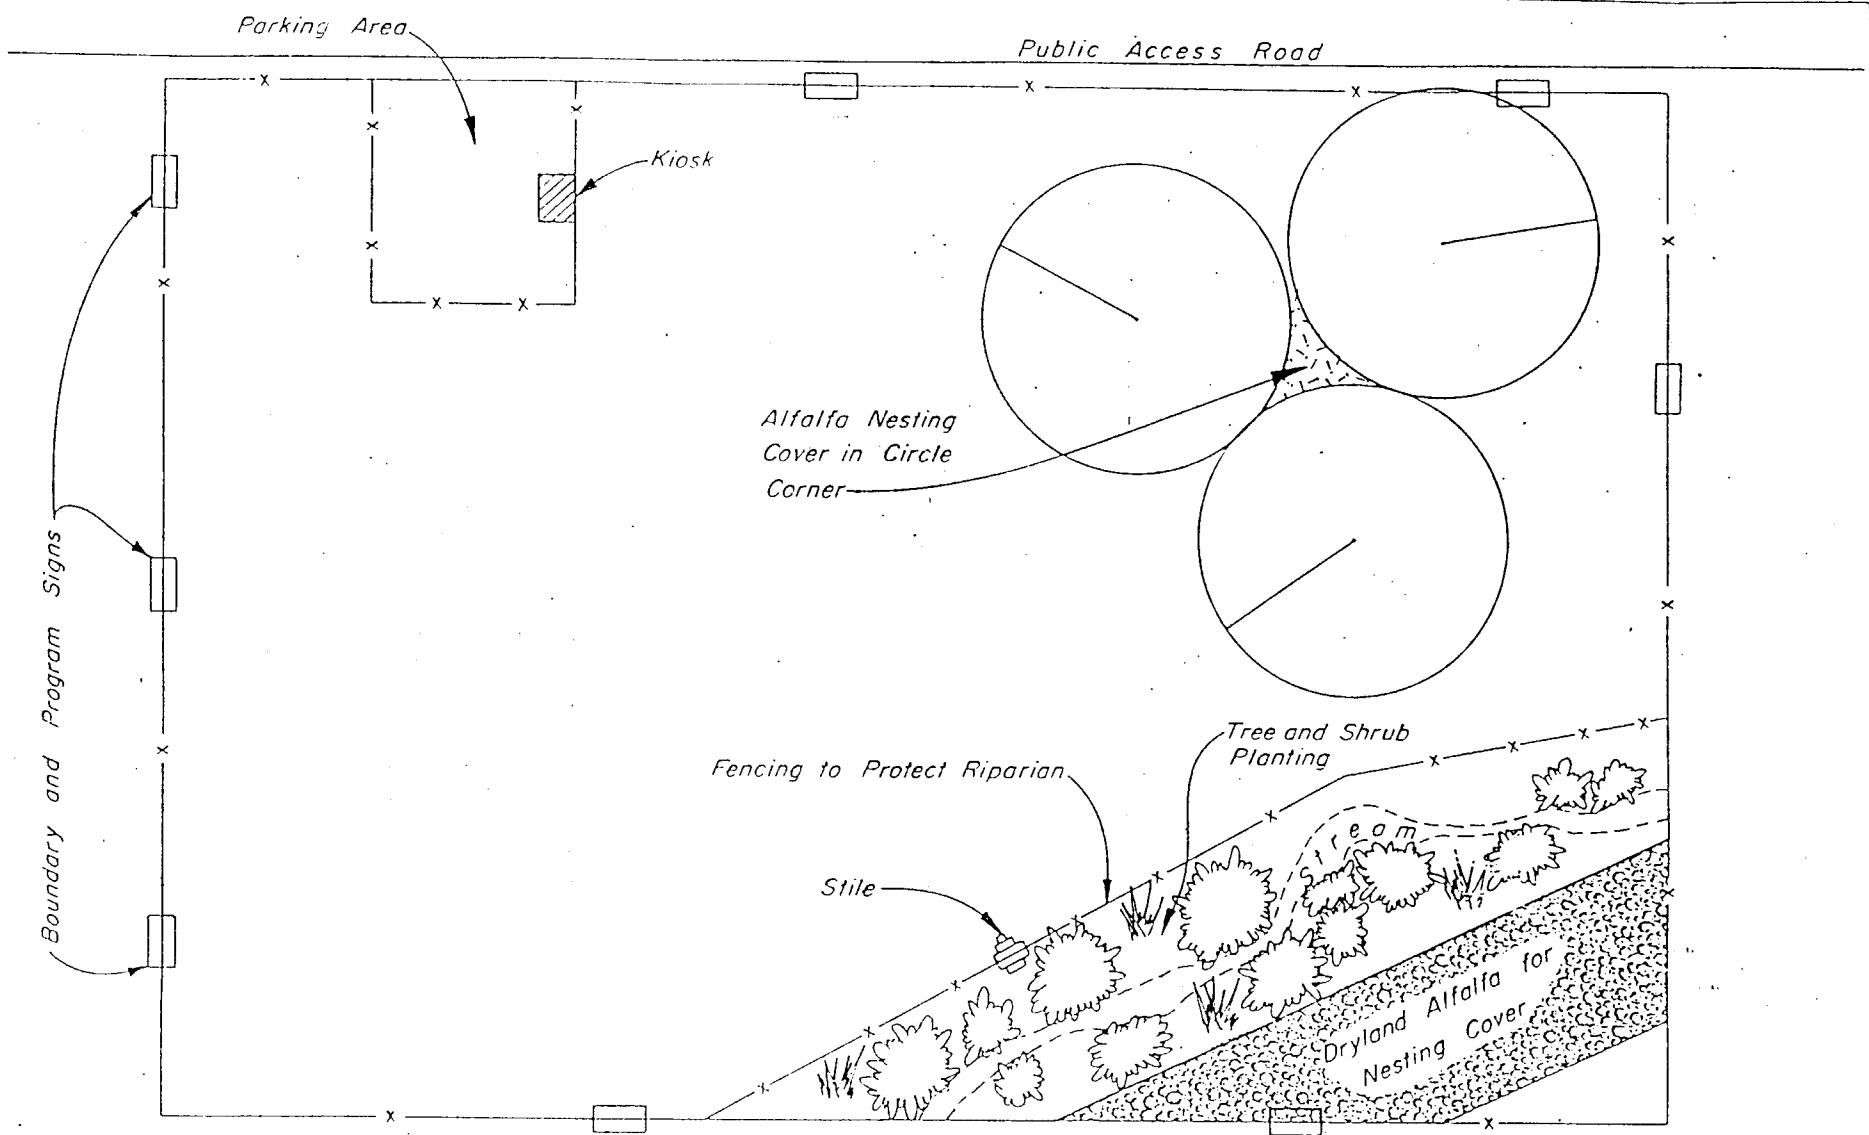 Parking Area
Public Access Road
Kiosk
Alfalfa Nesting
Cover in Circle
Corner
Boundary and Program Signs
Tree and Shrub
Planting
Fencing to Protect Riparian
Stream
Stile
Dryland Alfalfa for
Nesting Cover